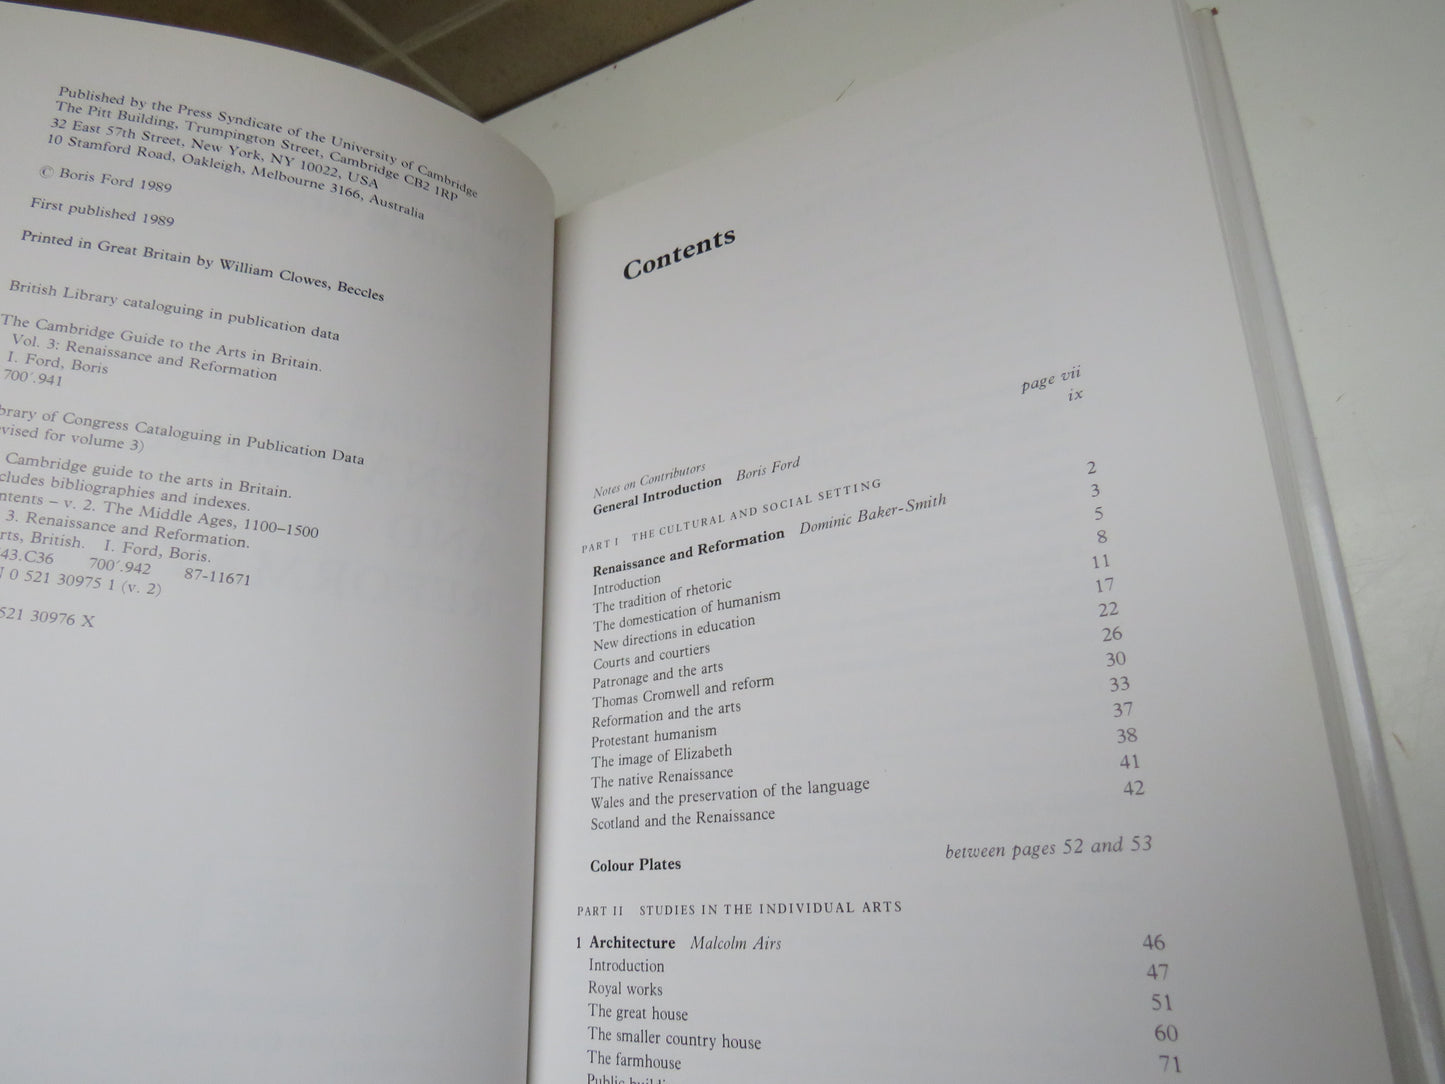 Published by the Press Syndicate of the University of Cambridge
The Pitt Building, Trumpington Street, Cambridge CB2 1RP
32 East 57th Street, New York, NY 10022, USA
10 Stamford Road, Oakleigh, Melbourne 3166, Australia
© Boris Ford 1989
First published 1989
Printed in Great Britain by William Clowes, Beccles
British Library cataloguing in publication data
The Cambridge Guide to the Arts in Britain.
Vol. 3: Renaissance and Reformation
I. Ford, Boris
700′.941
brary of Congress Cataloguing in Publication Data
vised for volume 3)
Cambridge guide to the arts in Britain.
cludes bibliographies and indexes.
ntents – v. 2. The Middle Ages, 1100–1500
3. Renaissance and Reformation.
rts, British. I. Ford, Boris.
43.C36 700′.942 87-11671
0 521 30975 1 (v. 2)
521 30976 X
Contents
Notes on Contributors page vii
General Introduction Boris Ford ix
PART I THE CULTURAL AND SOCIAL SETTING
Renaissance and Reformation Dominic Baker-Smith 2
Introduction 3
The tradition of rhetoric 5
The domestication of humanism 8
New directions in education 11
Courts and courtiers 17
Patronage and the arts 22
Thomas Cromwell and reform 26
Reformation and the arts 30
Protestant humanism 33
The image of Elizabeth 37
The native Renaissance 38
Wales and the preservation of the language 41
Scotland and the Renaissance 42
Colour Plates between pages 52 and 53
PART II STUDIES IN THE INDIVIDUAL ARTS
1 Architecture Malcolm Airs 46
Introduction 47
Royal works 51
The great house 60
The smaller country house 71
The farmhouse
Public